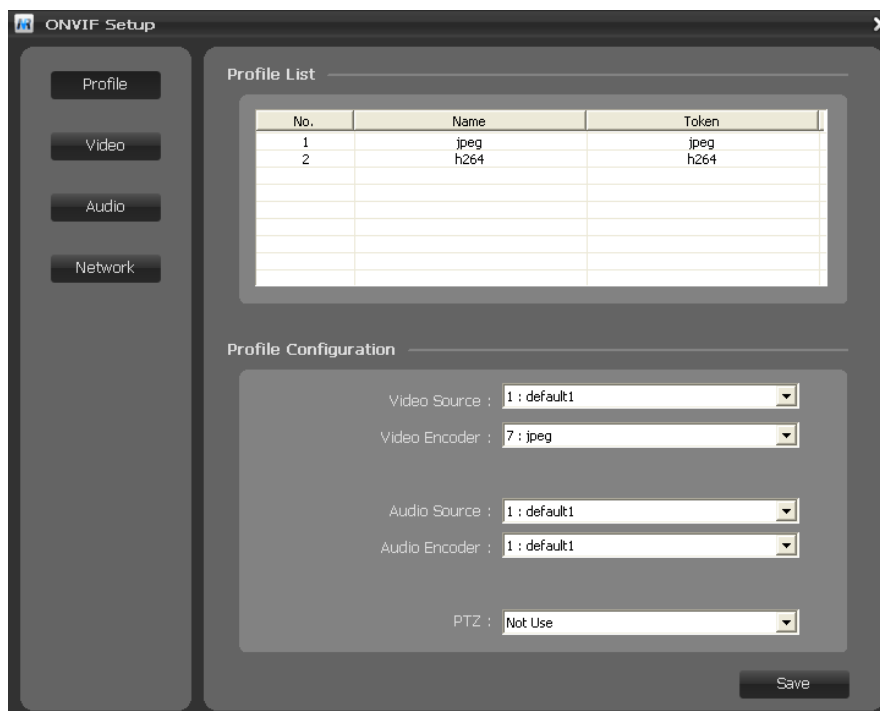 ONVIF Setup
Profile
Video
Audio
Network
Profile List
No. Name Token
1 jpeg jpeg
2 h264 h264
Profile Configuration
Video Source : 1 : default1
Video Encoder : 7 : jpeg
Audio Source : 1 : default1
Audio Encoder : 1 : default1
PTZ : Not Use
Save